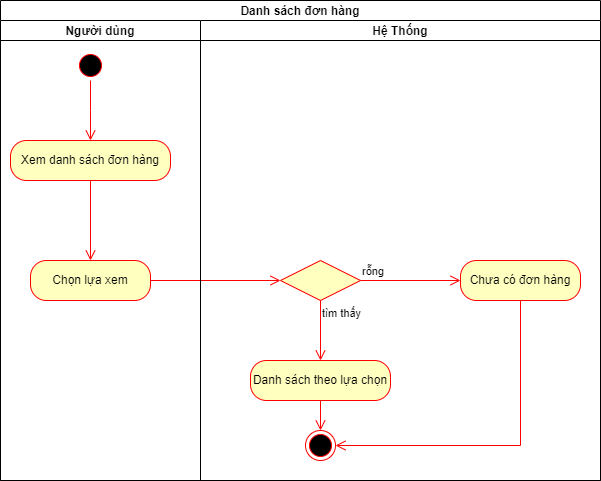 Danh sách đơn hàng
Người dùng
Hệ Thống
Xem danh sách đơn hàng
Chọn lựa xem
rỗng
Chưa có đơn hàng
tìm thấy
Danh sách theo lựa chọn